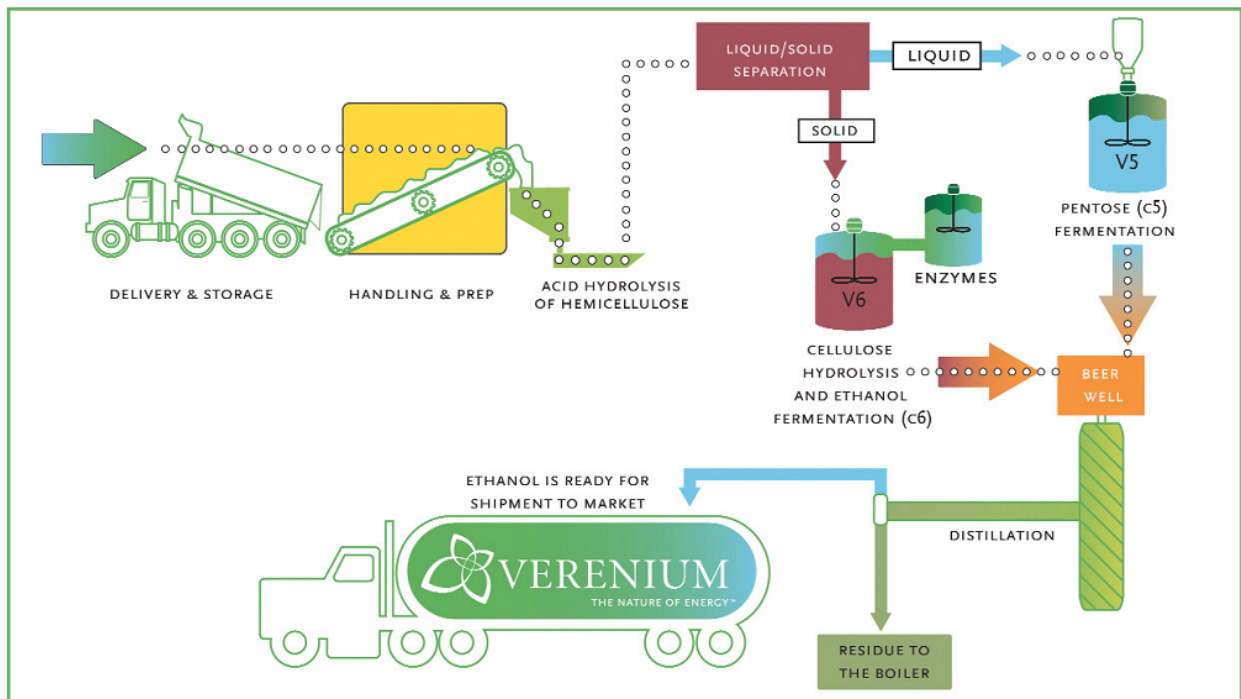 LIQUID/SOLID
SEPARATION
LIQUID
SOLID
V5
PENTOSE (C5)
FERMENTATION
DELIVERY & STORAGE
HANDLING & PREP
ACID HYDROLYSIS
OF HEMICELLULOSE
V6
ENZYMES
CELLULOSE
HYDROLYSIS
AND ETHANOL
FERMENTATION (C6)
BEER
WELL
ETHANOL IS READY FOR
SHIPMENT TO MARKET
DISTILLATION
VERENIUM
THE NATURE OF ENERGY™
RESIDUE TO
THE BOILER